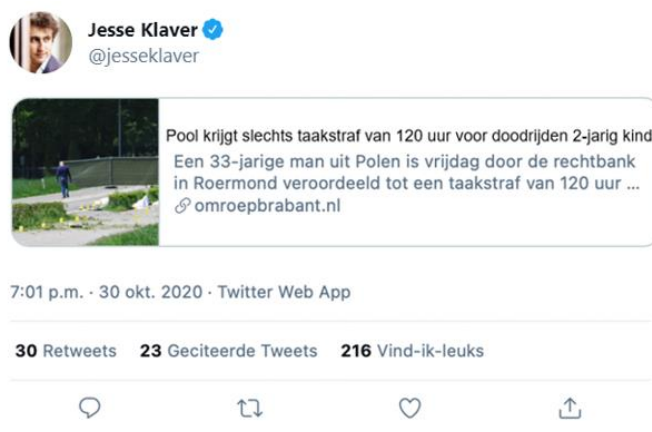 Jesse Klaver
@jesseklaver
Pool krijgt slechts taakstraf van 120 uur voor doodrijden 2-jarig kind
Een 33-jarige man uit Polen is vrijdag door de rechtbank
in Roermond veroordeeld tot een taakstraf van 120 uur ...
omroepbrabant.nl
7:01 p.m. · 30 okt. 2020 · Twitter Web App
30 Retweets 23 Geciteerde Tweets 216 Vind-ik-leuks